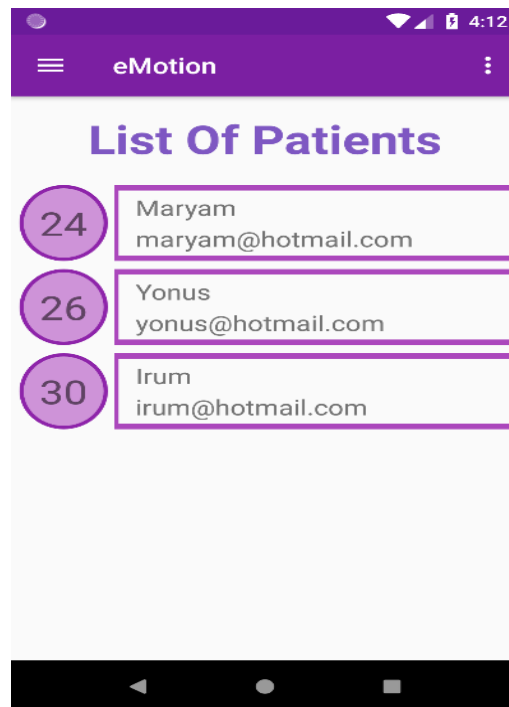 4:12
eMotion
List Of Patients
24
Maryam
maryam@hotmail.com
26
Yonus
yonus@hotmail.com
30
Irum
irum@hotmail.com